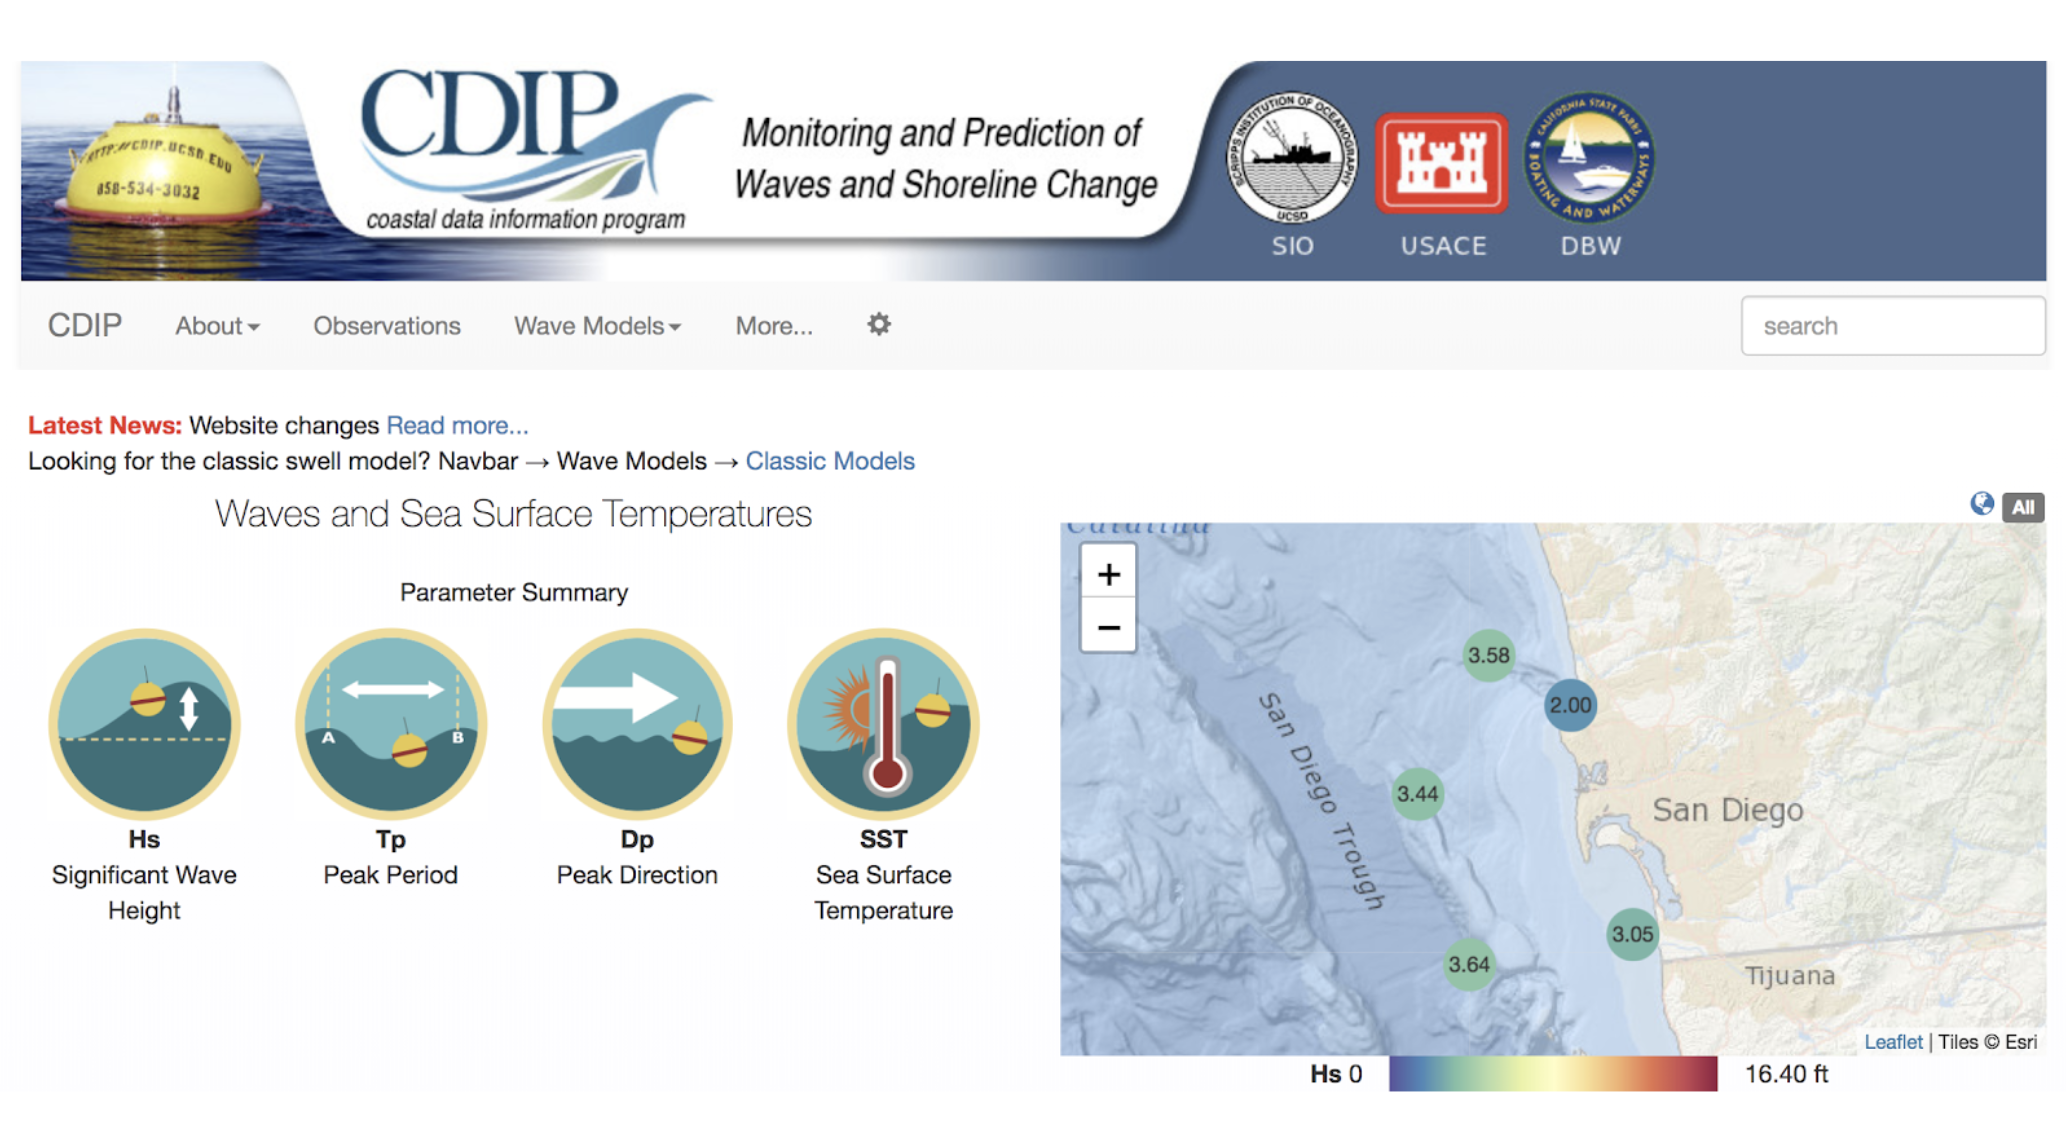 HTTP://CDIP.UCSD.EDU
858-534-3032
CDIP
coastal data information program
Monitoring and Prediction of
Waves and Shoreline Change
SCRIPPS INSTITUTION OF OCEANOGRAPHY
UCSD
SIO
USACE
CALIFORNIA STATE PARKS
BOATING AND WATERWAYS
DBW
CDIP About Observations Wave Models More... search
Latest News: Website changes Read more...
Looking for the classic swell model? Navbar → Wave Models → Classic Models
Waves and Sea Surface Temperatures
Parameter Summary
A B
Hs
Significant Wave
Height
Tp
Peak Period
Dp
Peak Direction
SST
Sea Surface
Temperature
All
Catalina
+
−
3.58
2.00
San Diego Trough
3.44
San Diego
3.05
3.64
Tijuana
Leaflet | Tiles © Esri
Hs 0 16.40 ft